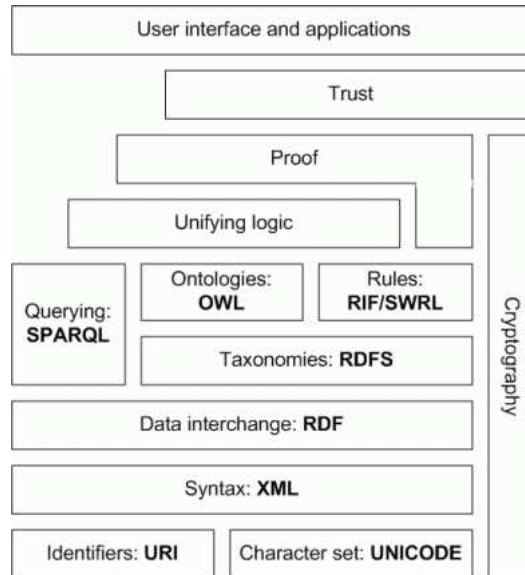 User interface and applications
Trust
Proof
Unifying logic
Ontologies:
OWL
Rules:
RIF/SWRL
Querying:
SPARQL
Taxonomies: RDFS
Cryptography
Data interchange: RDF
Syntax: XML
Identifiers: URI
Character set: UNICODE